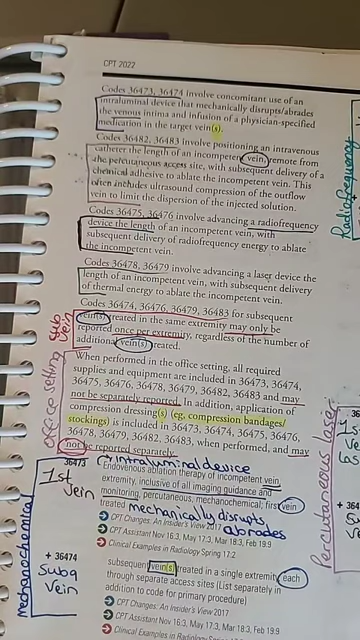 CPT 2022
Codes 36473, 36474 involve concomitant use of an
intraluminal device that mechanically disrupts/abrades
the venous intima and infusion of a physician-specified
medication in the target vein(s).
Codes 36482, 36483 involve positioning an intravenous
catheter the length of an incompetent vein, remote from
the percutaneous access site, with subsequent delivery of a
chemical adhesive to ablate the incompetent vein. This
often includes ultrasound compression of the outflow
vein to limit the dispersion of the injected solution.
Codes 36475, 36476 involve advancing a radiofrequency
device the length of an incompetent vein, with
subsequent delivery of radiofrequency energy to ablate
the incompetent vein.
Codes 36478, 36479 involve advancing a laser device the
length of an incompetent vein, with subsequent delivery
of thermal energy to ablate the incompetent vein.
Codes 36474, 36476, 36479, 36483 for subsequent
vein(s) treated in the same extremity may only be
reported once per extremity, regardless of the number of
additional vein(s) treated.
Sub vein
When performed in the office setting, all required
supplies and equipment are included in 36473, 36474,
36475, 36476, 36478, 36479, 36482, 36483 and may
not be separately reported. In addition, application of
compression dressing(s) (eg, compression bandages/
stockings) is included in 36473, 36474, 36475, 36476,
36478, 36479, 36482, 36483, when performed, and may
not be reported separately.
office setting
36473
intraluminal device
Endovenous ablation therapy of incompetent vein,
extremity, inclusive of all imaging guidance and
monitoring, percutaneous, mechanochemical; first vein
treated mechanically disrupts
abrades
1st
vein
CPT Changes: An Insider's View 2017
CPT Assistant Nov 16:3, Mar 18:3, Feb 19:9
Clinical Examples in Radiology Spring 17:2
+ 36474
subsequent vein(s) treated in a single extremity, each
through separate access sites (List separately in
addition to code for primary procedure)
Subq
Vein
CPT Changes: An Insider's View 2017
CPT Assistant Nov 16:3, Mar 18:3, Feb 19:9
Clinical Examples in Radiology
Mechanochemical
Radiofrequency
Percutaneous laser